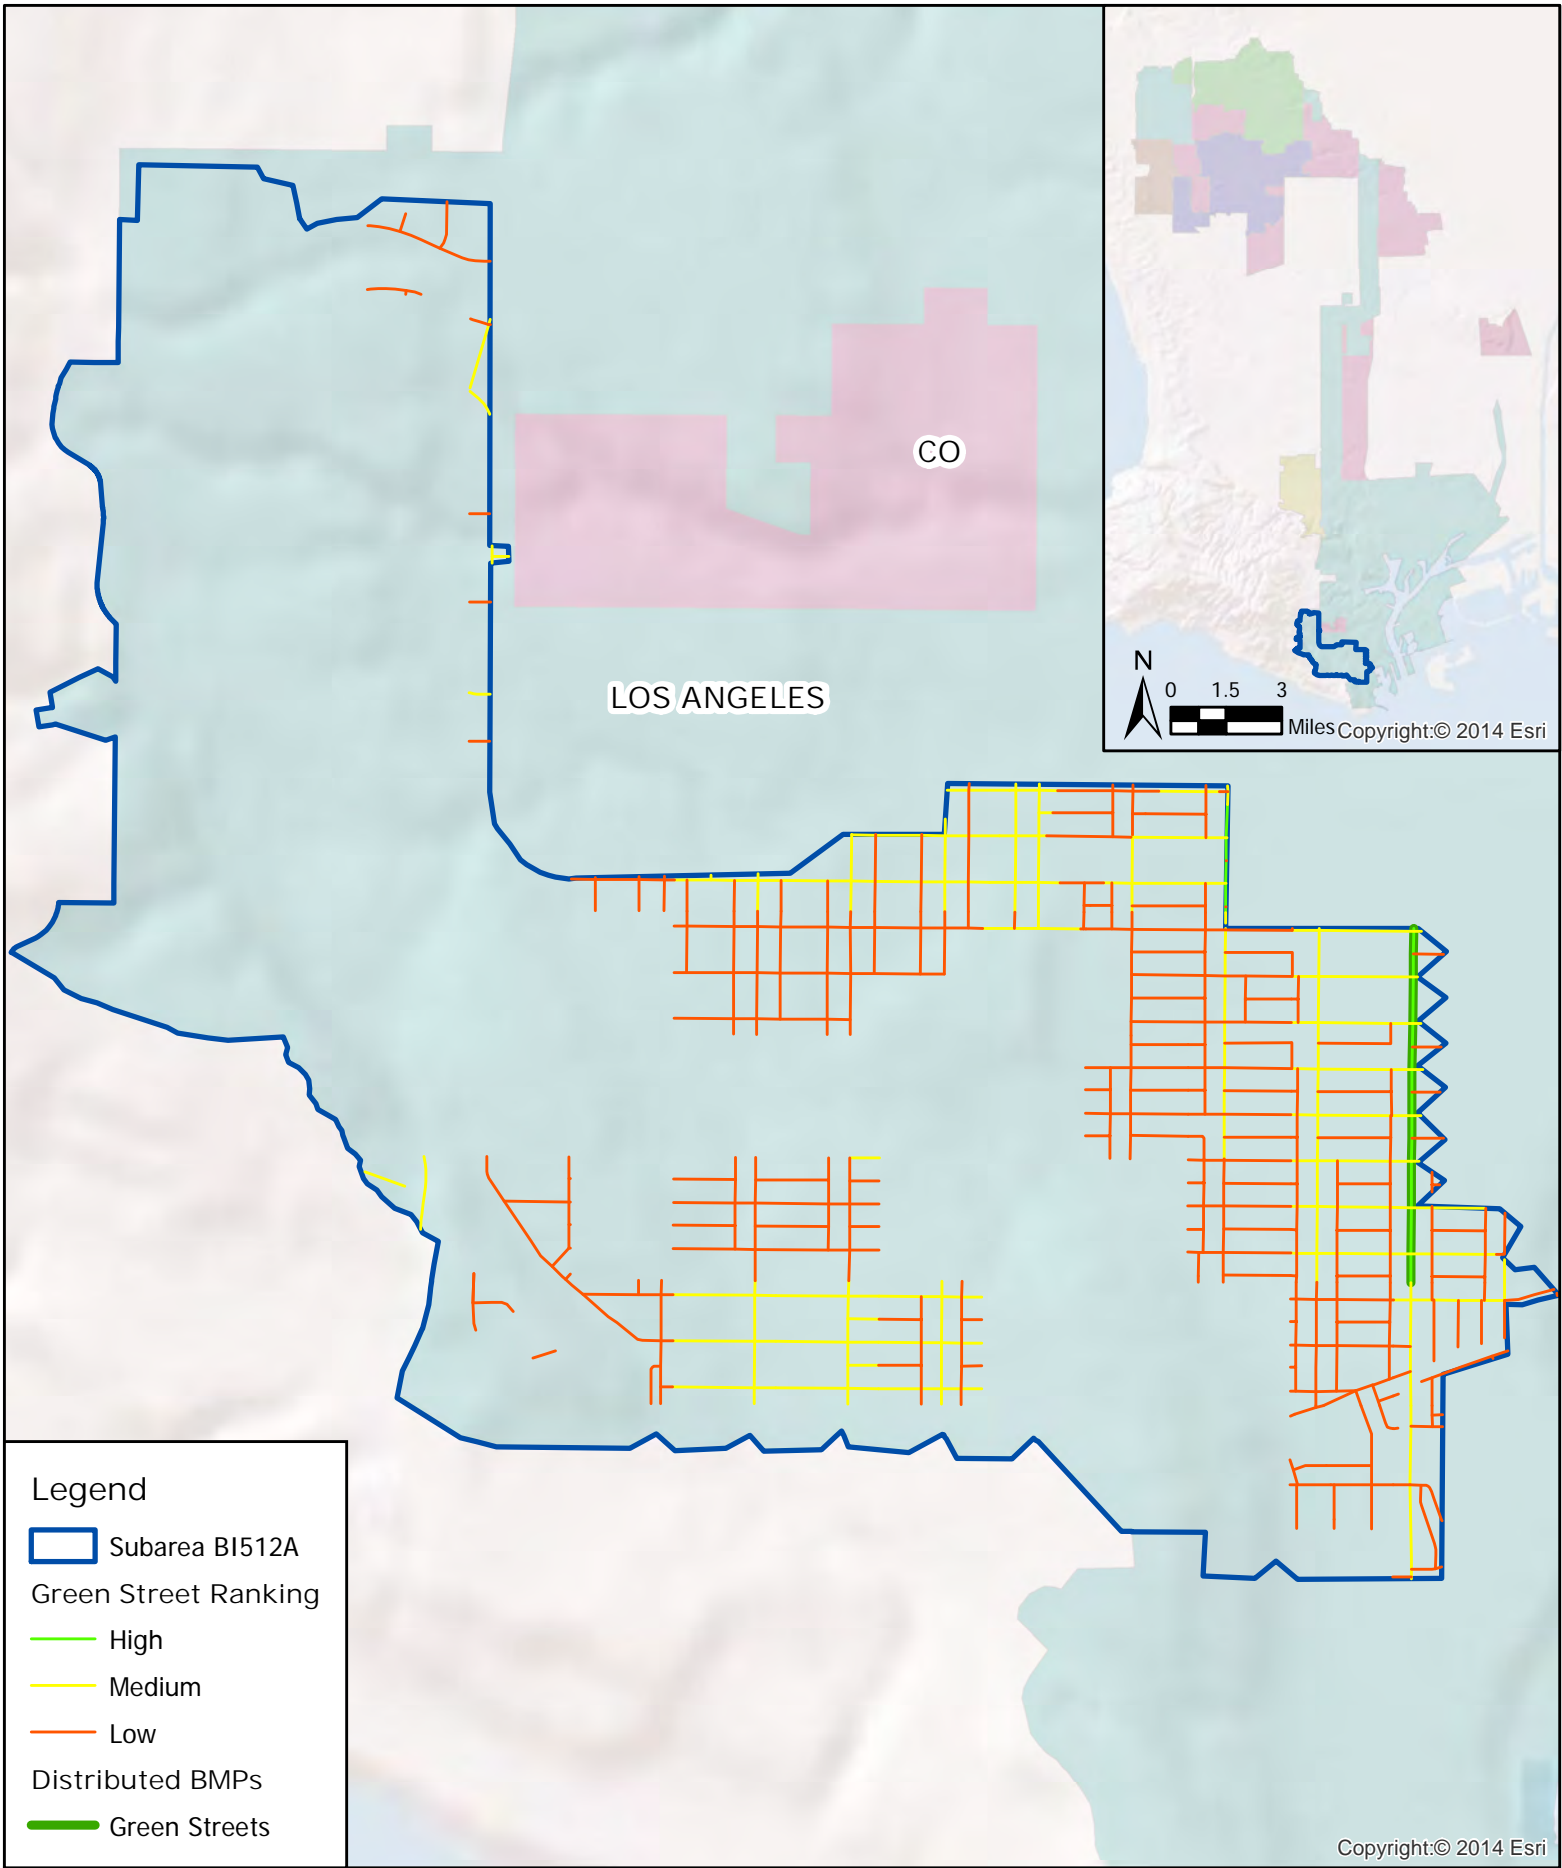 CO
LOS ANGELES
N
0 1.5 3
Miles
Copyright:© 2014 Esri
Legend
Subarea BI512A
Green Street Ranking
High
Medium
Low
Distributed BMPs
Green Streets
Copyright:© 2014 Esri